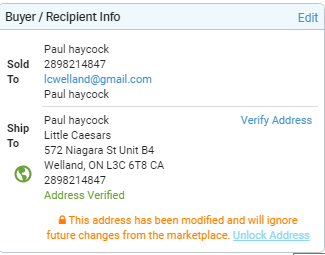 Buyer / Recipient Info Edit
Sold To
Paul haycock
2898214847
lcwelland@gmail.com
Paul haycock
Ship To
Paul haycock Verify Address
Little Caesars
572 Niagara St Unit B4
Welland, ON L3C 6T8 CA
2898214847
Address Verified
This address has been modified and will ignore
future changes from the marketplace. Unlock Address